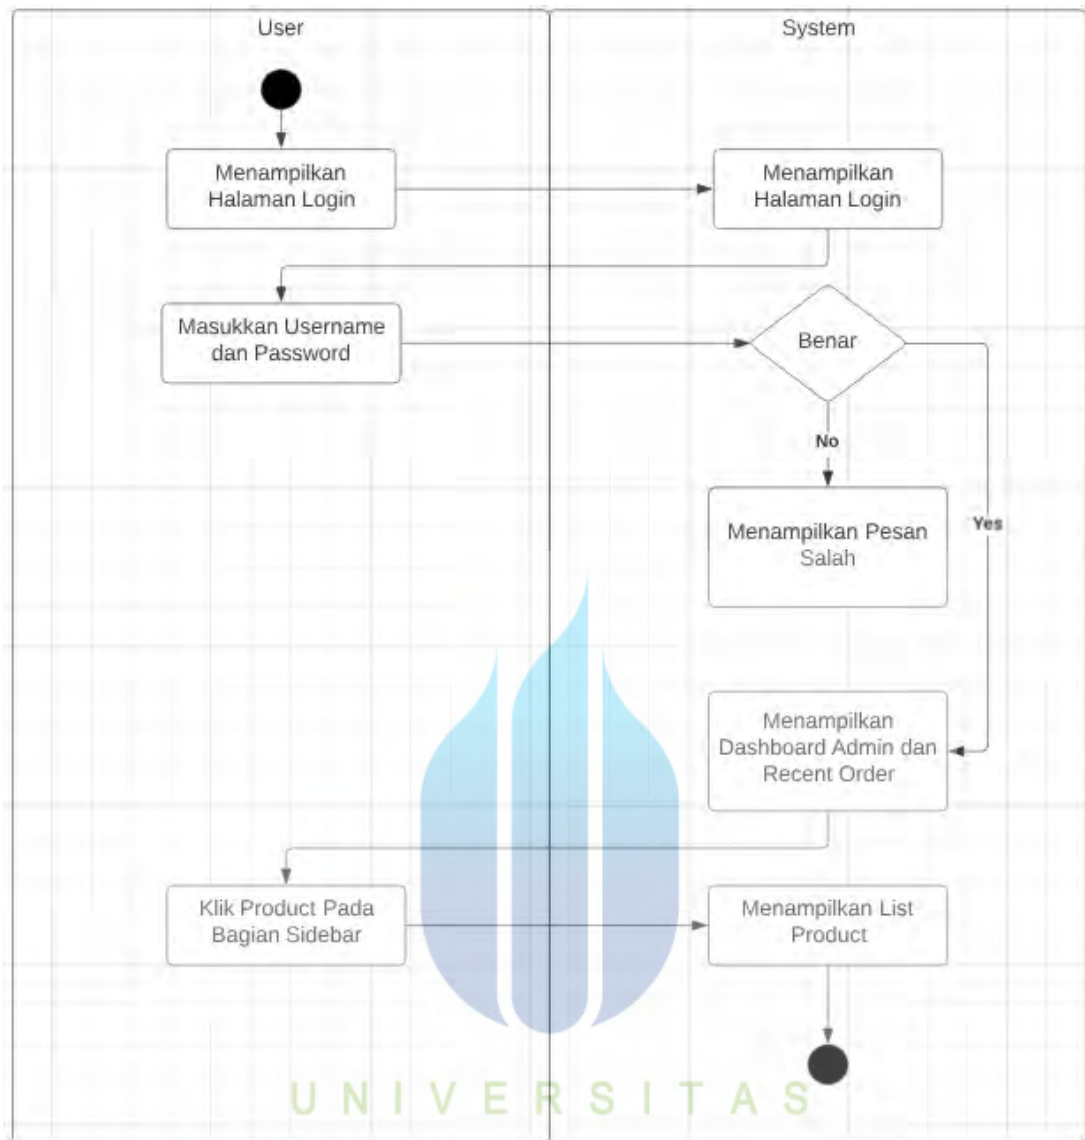 User
System
Menampilkan
Halaman Login
Menampilkan
Halaman Login
Masukkan Username
dan Password
Benar
No
Menampilkan Pesan
Salah
Yes
Menampilkan
Dashboard Admin dan
Recent Order
Klik Product Pada
Bagian Sidebar
Menampilkan List
Product
UNIVERSITAS